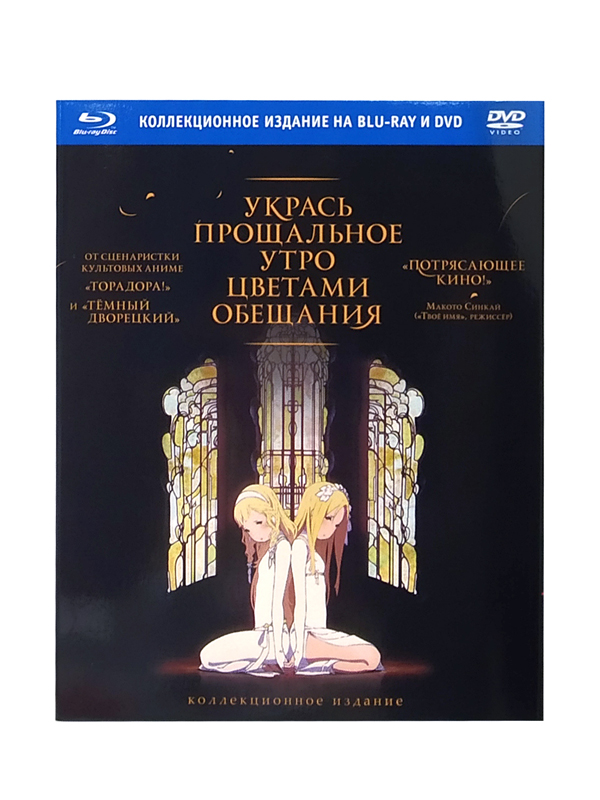 Blu-ray Disc
КОЛЛЕКЦИОННОЕ ИЗДАНИЕ НА BLU-RAY И DVD
DVD
VIDEO
УКРАСЬ
ПРОЩАЛЬНОЕ
УТРО
ЦВЕТАМИ
ОБЕЩАНИЯ
ОТ СЦЕНАРИСТКИ
КУЛЬТОВЫХ АНИМЕ
«ТОРАДОРА!»
И «ТЁМНЫЙ
ДВОРЕЦКИЙ»
«ПОТРЯСАЮЩЕЕ
КИНО!»
МАКОТО СИНКАЙ
(«ТВОЁ ИМЯ», РЕЖИССЕР)
КОЛЛЕКЦИОННОЕ ИЗДАНИЕ